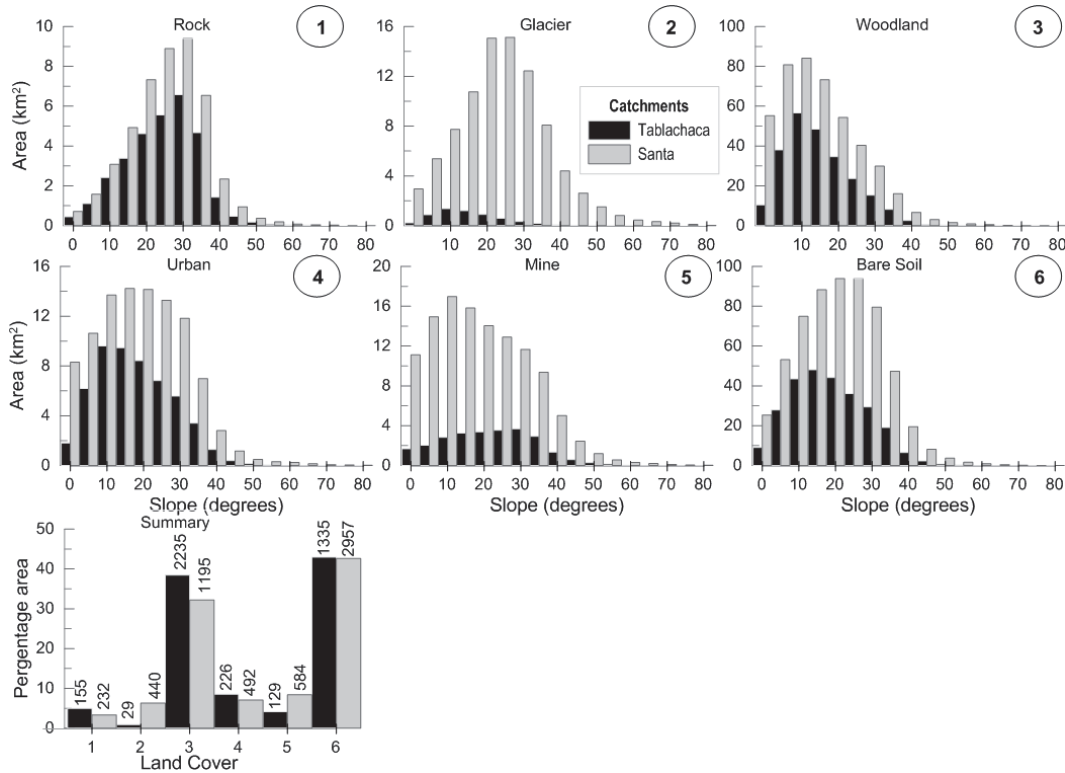 Rock
1
Area (km²)
10
8
6
4
2
0
0 10 20 30 40 50 60 70 80
Glacier
2
16
12
8
4
0
Catchments
Tablachaca
Santa
0 10 20 30 40 50 60 70 80
Woodland
3
100
80
60
40
20
0
0 10 20 30 40 50 60 70 80
Urban
4
Area (km²)
16
12
8
4
0
0 10 20 30 40 50 60 70 80
Slope (degrees)
Mine
5
20
16
12
8
4
0
0 10 20 30 40 50 60 70 80
Slope (degrees)
Bare Soil
6
100
80
60
40
20
0
0 10 20 30 40 50 60 70 80
Slope (degrees)
Summary
Pergentage area
50
40
30
20
10
0
155 232 29 440 2235 1195 226 492 129 584 1335 2957
1 2 3 4 5 6
Land Cover